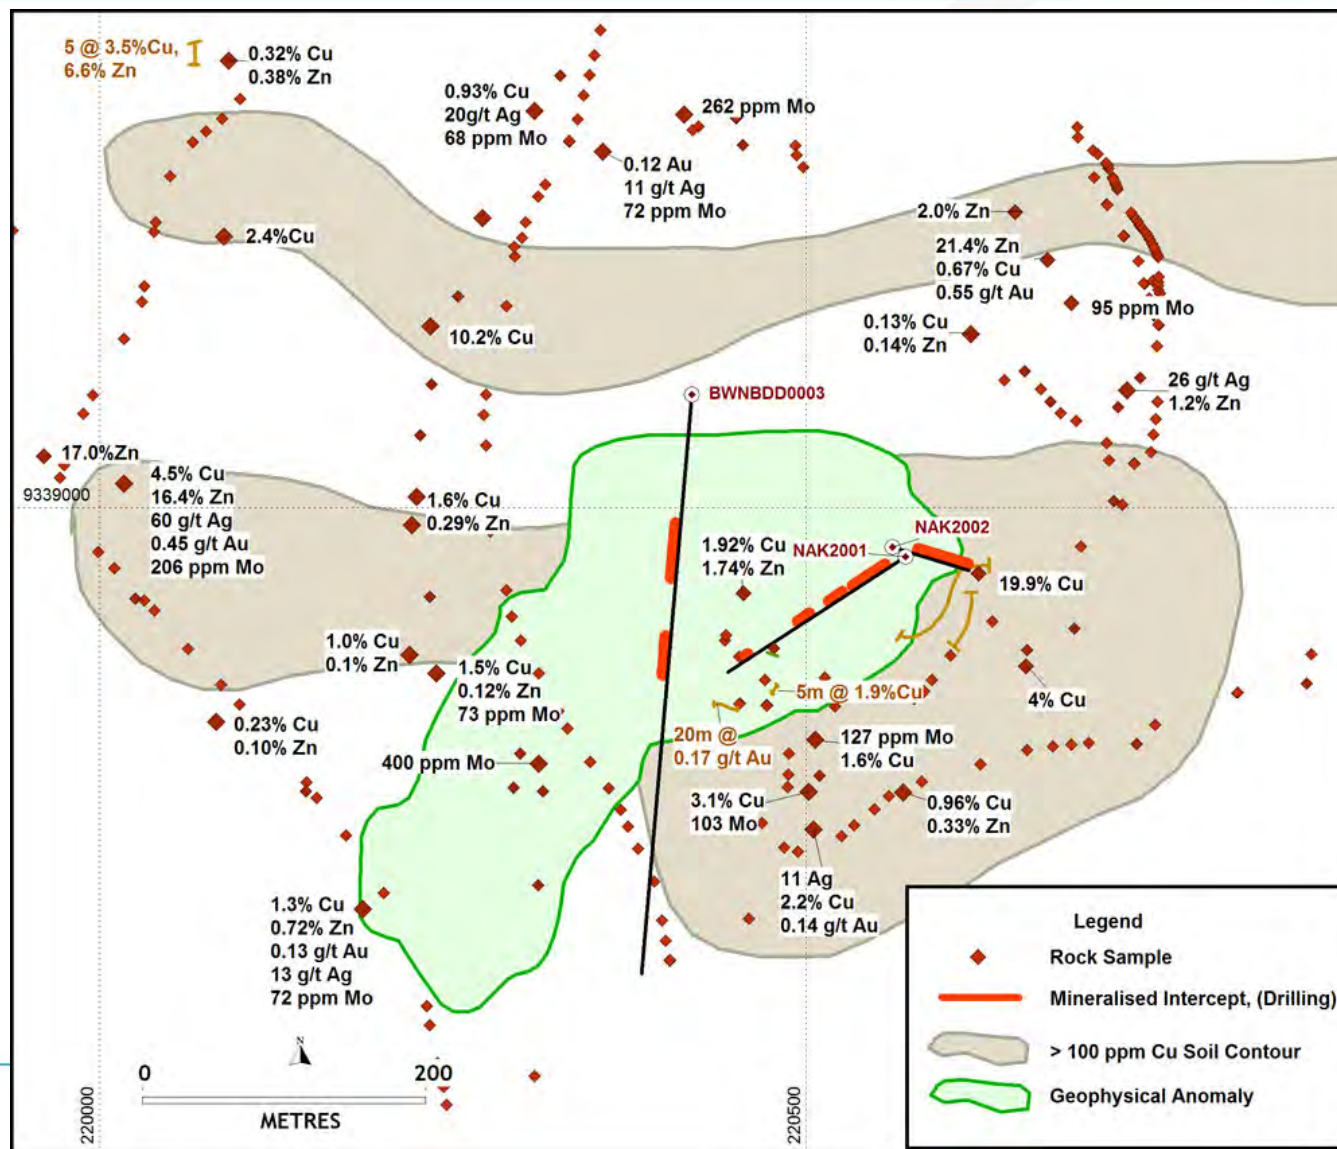 5 @ 3.5%Cu,
6.6% Zn
0.32% Cu
0.38% Zn
0.93% Cu
20g/t Ag
68 ppm Mo
262 ppm Mo
0.12 Au
11 g/t Ag
72 ppm Mo
2.4%Cu
2.0% Zn
21.4% Zn
0.67% Cu
0.55 g/t Au
95 ppm Mo
10.2% Cu
0.13% Cu
0.14% Zn
26 g/t Ag
1.2% Zn
BWNBDD0003
17.0%Zn
4.5% Cu
16.4% Zn
60 g/t Ag
0.45 g/t Au
206 ppm Mo
9339000
1.6% Cu
0.29% Zn
NAK2002
NAK2001
1.92% Cu
1.74% Zn
19.9% Cu
1.0% Cu
0.1% Zn
1.5% Cu
0.12% Zn
73 ppm Mo
4% Cu
5m @ 1.9%Cu
0.23% Cu
0.10% Zn
20m @
0.17 g/t Au
127 ppm Mo
1.6% Cu
400 ppm Mo
3.1% Cu
103 Mo
0.96% Cu
0.33% Zn
11 Ag
2.2% Cu
0.14 g/t Au
1.3% Cu
0.72% Zn
0.13 g/t Au
13 g/t Ag
72 ppm Mo
Legend
Rock Sample
Mineralised Intercept, (Drilling)
> 100 ppm Cu Soil Contour
Geophysical Anomaly
N
0
200
METRES
220000
220500